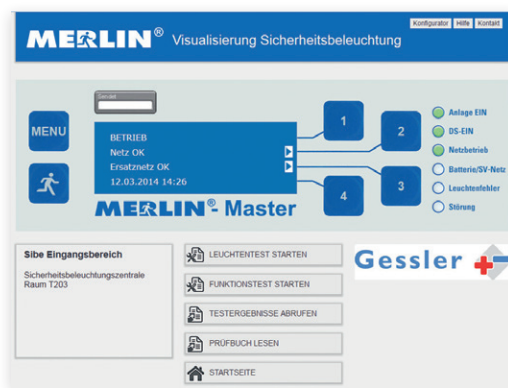 Konfigurator Hilfe Kontakt
MERLIN® Visualisierung Sicherheitsbeleuchtung
MENU
BETRIEB
Netz OK
Ersatznetz OK
12.03.2014 14:26
MERLIN®- Master
1
2
3
4
Anlage EIN
DS-EIN
Netzbetrieb
Batterie/SV-Netz
Leuchtenfehler
Störung
Sibe Eingangsbereich
Sicherheitsbeleuchtungszentrale
Raum T203
LEUCHTENTEST STARTEN
FUNKTIONSTEST STARTEN
TESTERGEBNISSE ABRUFEN
PRÜFBUCH LESEN
STARTSEITE
Gessler